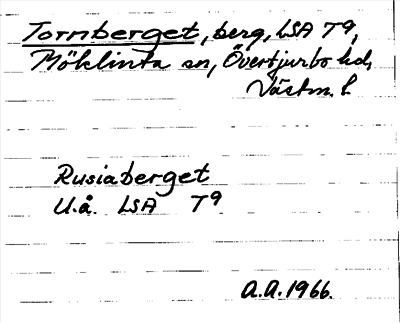 Tornberget, berg, LSA T9,
Möklinta sn, Övertjurbo hd,
Västm. l.
Rusiaberget
U.å. LSA T9
A.A. 1966.